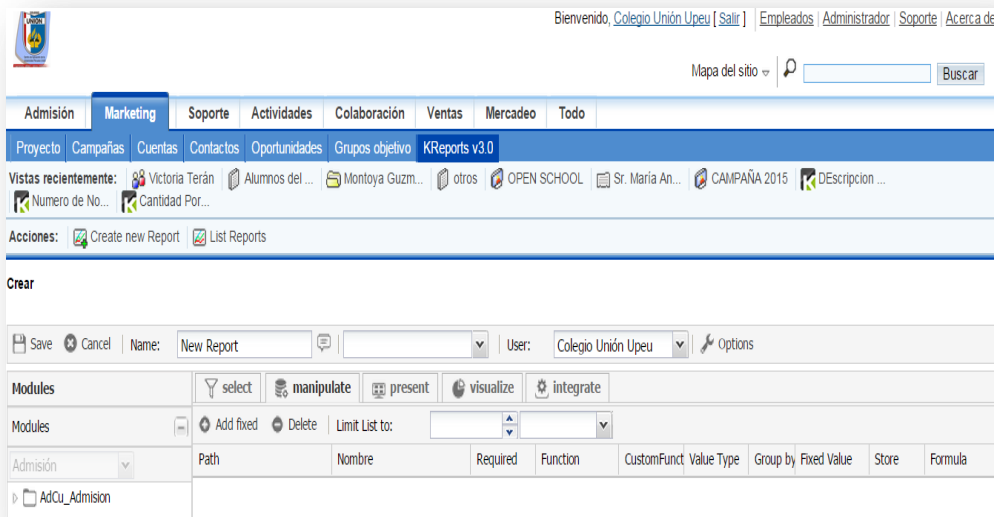 UNION
Bienvenido, Colegio Unión Upeu [ Salir ] | Empleados | Administrador | Soporte | Acerca de
Mapa del sitio Buscar
Admisión Marketing Soporte Actividades Colaboración Ventas Mercadeo Todo
Proyecto Campañas Cuentas Contactos Oportunidades Grupos objetivo KReports v3.0
Vistas recientemente: Victoria Terán Alumnos del ... Montoya Guzm... otros OPEN SCHOOL Sr. María An... CAMPAÑA 2015 DEscripcion ...
Numero de No... Cantidad Por...
Acciones: Create new Report List Reports
Crear
Save Cancel Name: New Report User: Colegio Unión Upeu Options
Modules select manipulate present visualize integrate
Modules Add fixed Delete Limit List to:
Admisión Path Nombre Required Function CustomFunct Value Type Group by Fixed Value Store Formula
AdCu_Admision